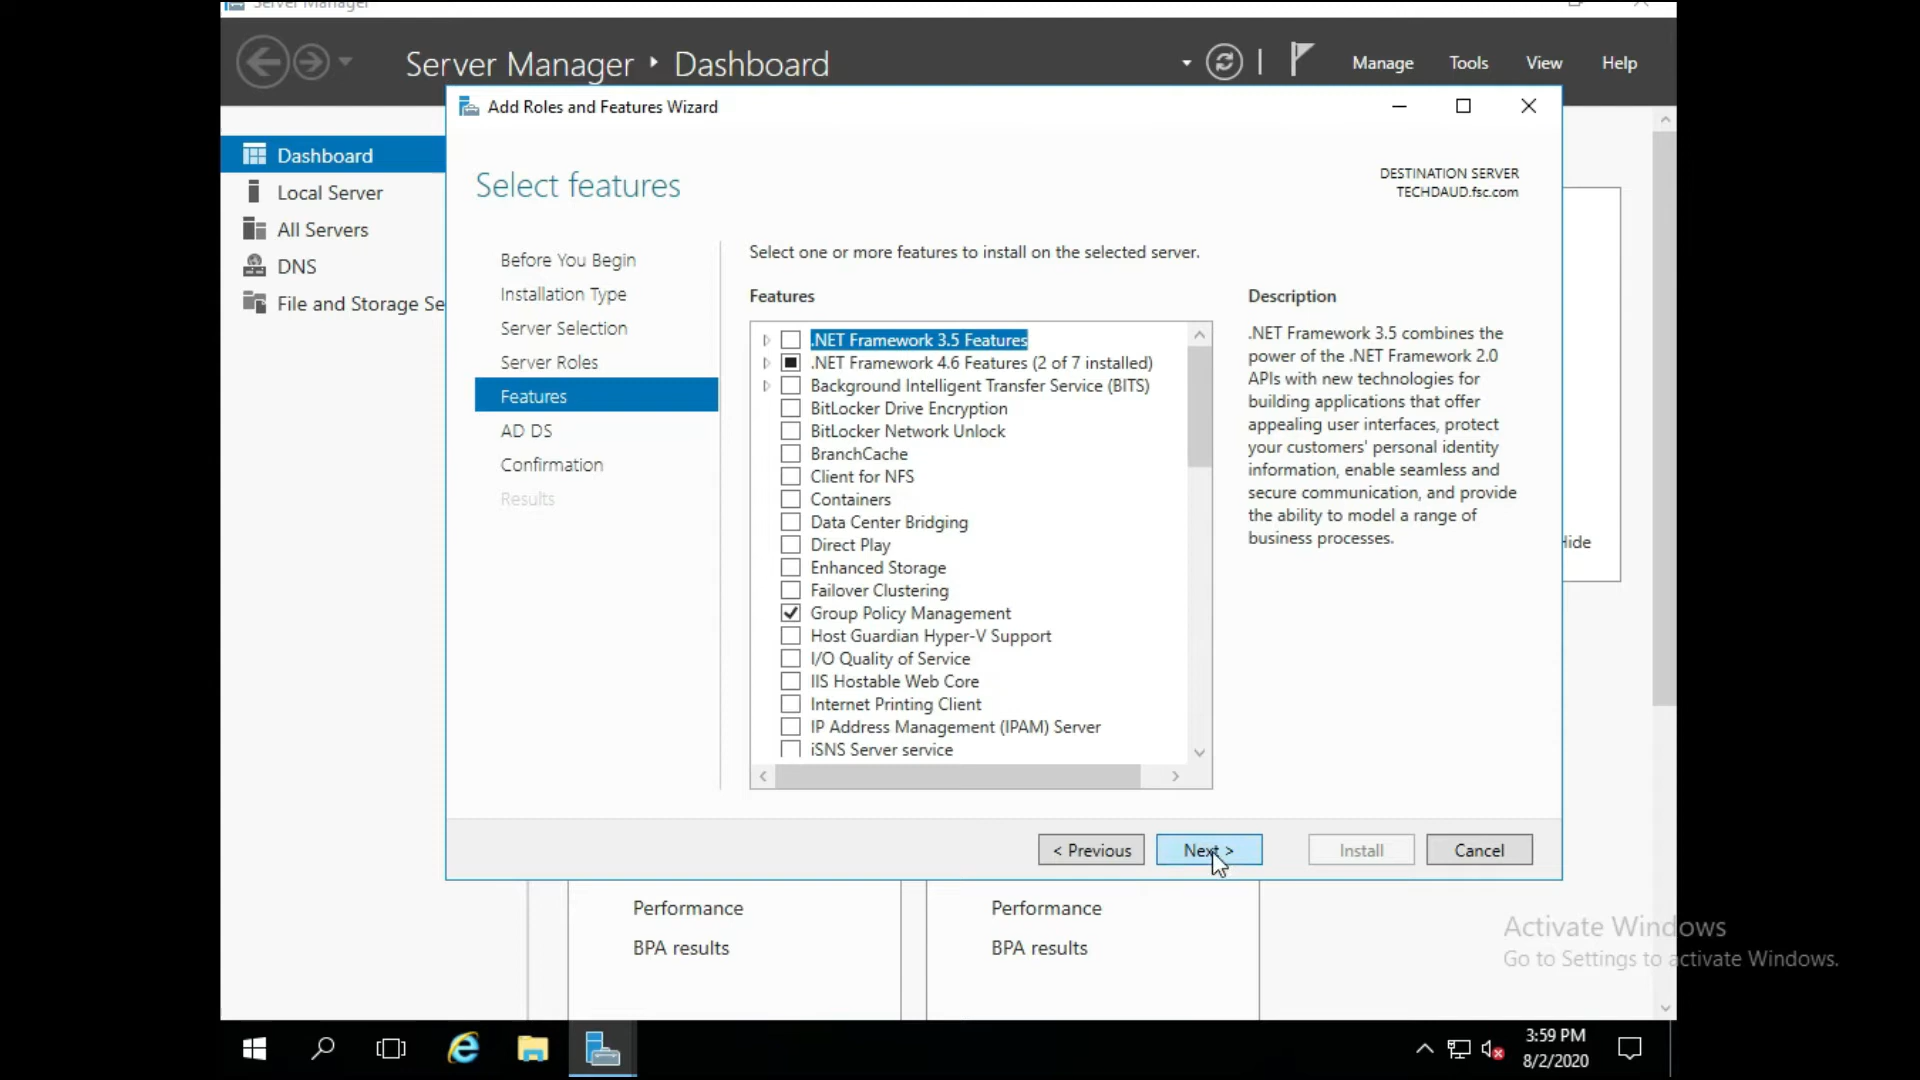 Server Manager
Server Manager ‣ Dashboard
Manage
Tools
View
Help
Add Roles and Features Wizard
Dashboard
Local Server
All Servers
DNS
File and Storage Se
Select features
DESTINATION SERVER
TECHDAUD.fsc.com
Before You Begin
Installation Type
Server Selection
Server Roles
Features
AD DS
Confirmation
Results
Select one or more features to install on the selected server.
Features
.NET Framework 3.5 Features
.NET Framework 4.6 Features (2 of 7 installed)
Background Intelligent Transfer Service (BITS)
BitLocker Drive Encryption
BitLocker Network Unlock
BranchCache
Client for NFS
Containers
Data Center Bridging
Direct Play
Enhanced Storage
Failover Clustering
Group Policy Management
Host Guardian Hyper-V Support
I/O Quality of Service
IIS Hostable Web Core
Internet Printing Client
IP Address Management (IPAM) Server
iSNS Server service
Description
.NET Framework 3.5 combines the
power of the .NET Framework 2.0
APIs with new technologies for
building applications that offer
appealing user interfaces, protect
your customers' personal identity
information, enable seamless and
secure communication, and provide
the ability to model a range of
business processes.
Hide
< Previous
Next >
Install
Cancel
Performance
BPA results
Performance
BPA results
Activate Windows
Go to Settings to activate Windows.
3:59 PM
8/2/2020